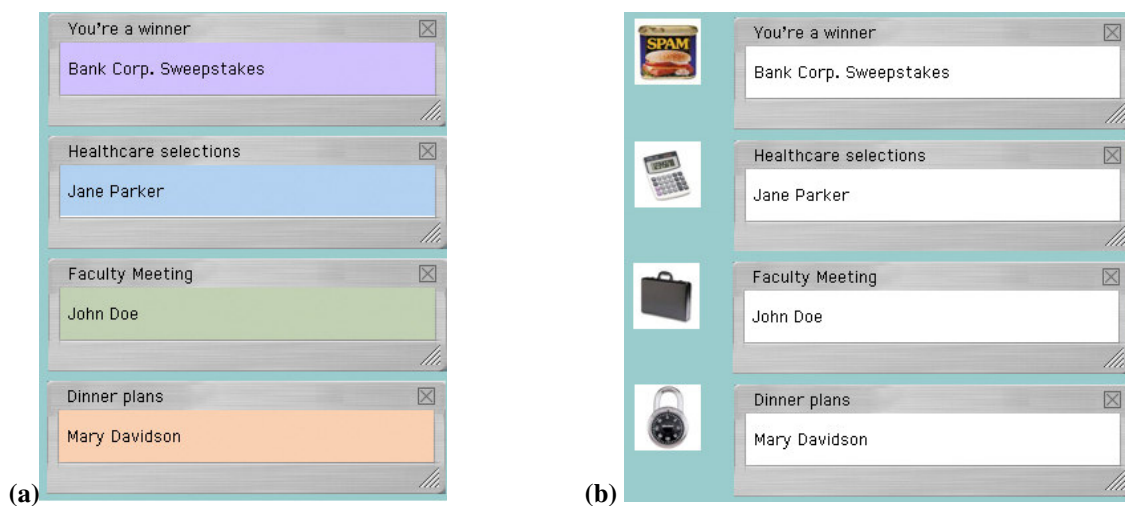 You're a winner
Bank Corp. Sweepstakes
Healthcare selections
Jane Parker
Faculty Meeting
John Doe
Dinner plans
Mary Davidson
(a)
SPAM
You're a winner
Bank Corp. Sweepstakes
Healthcare selections
Jane Parker
Faculty Meeting
John Doe
Dinner plans
Mary Davidson
(b)